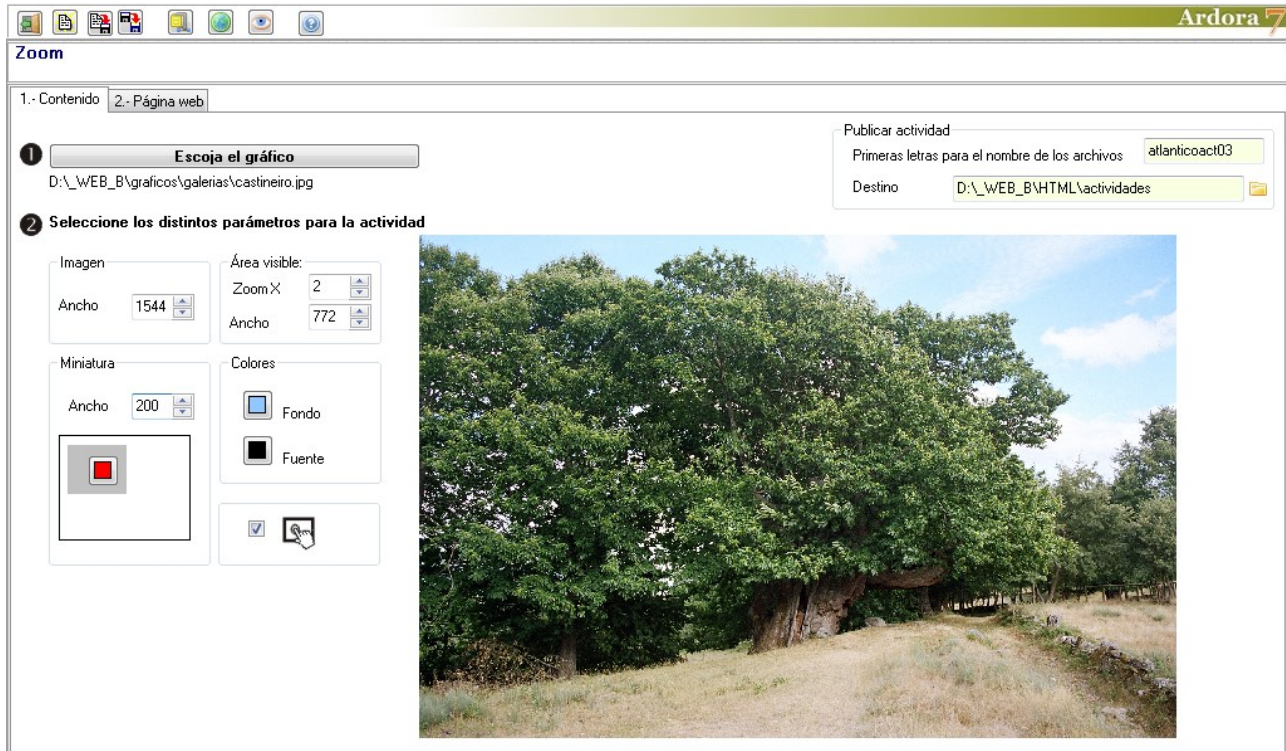 Ardora 7
Zoom
1.- Contenido
2.- Página web
Publicar actividad
Primeras letras para el nombre de los archivos
atlanticoact03
Destino
D:\_WEB_B\HTML\actividades
1
Escoja el gráfico
D:\_WEB_B\graficos\galerias\castineiro.jpg
2
Seleccione los distintos parámetros para la actividad
Imagen
Ancho
1544
Área visible:
Zoom X
2
Ancho
772
Miniatura
Ancho
200
Colores
Fondo
Fuente